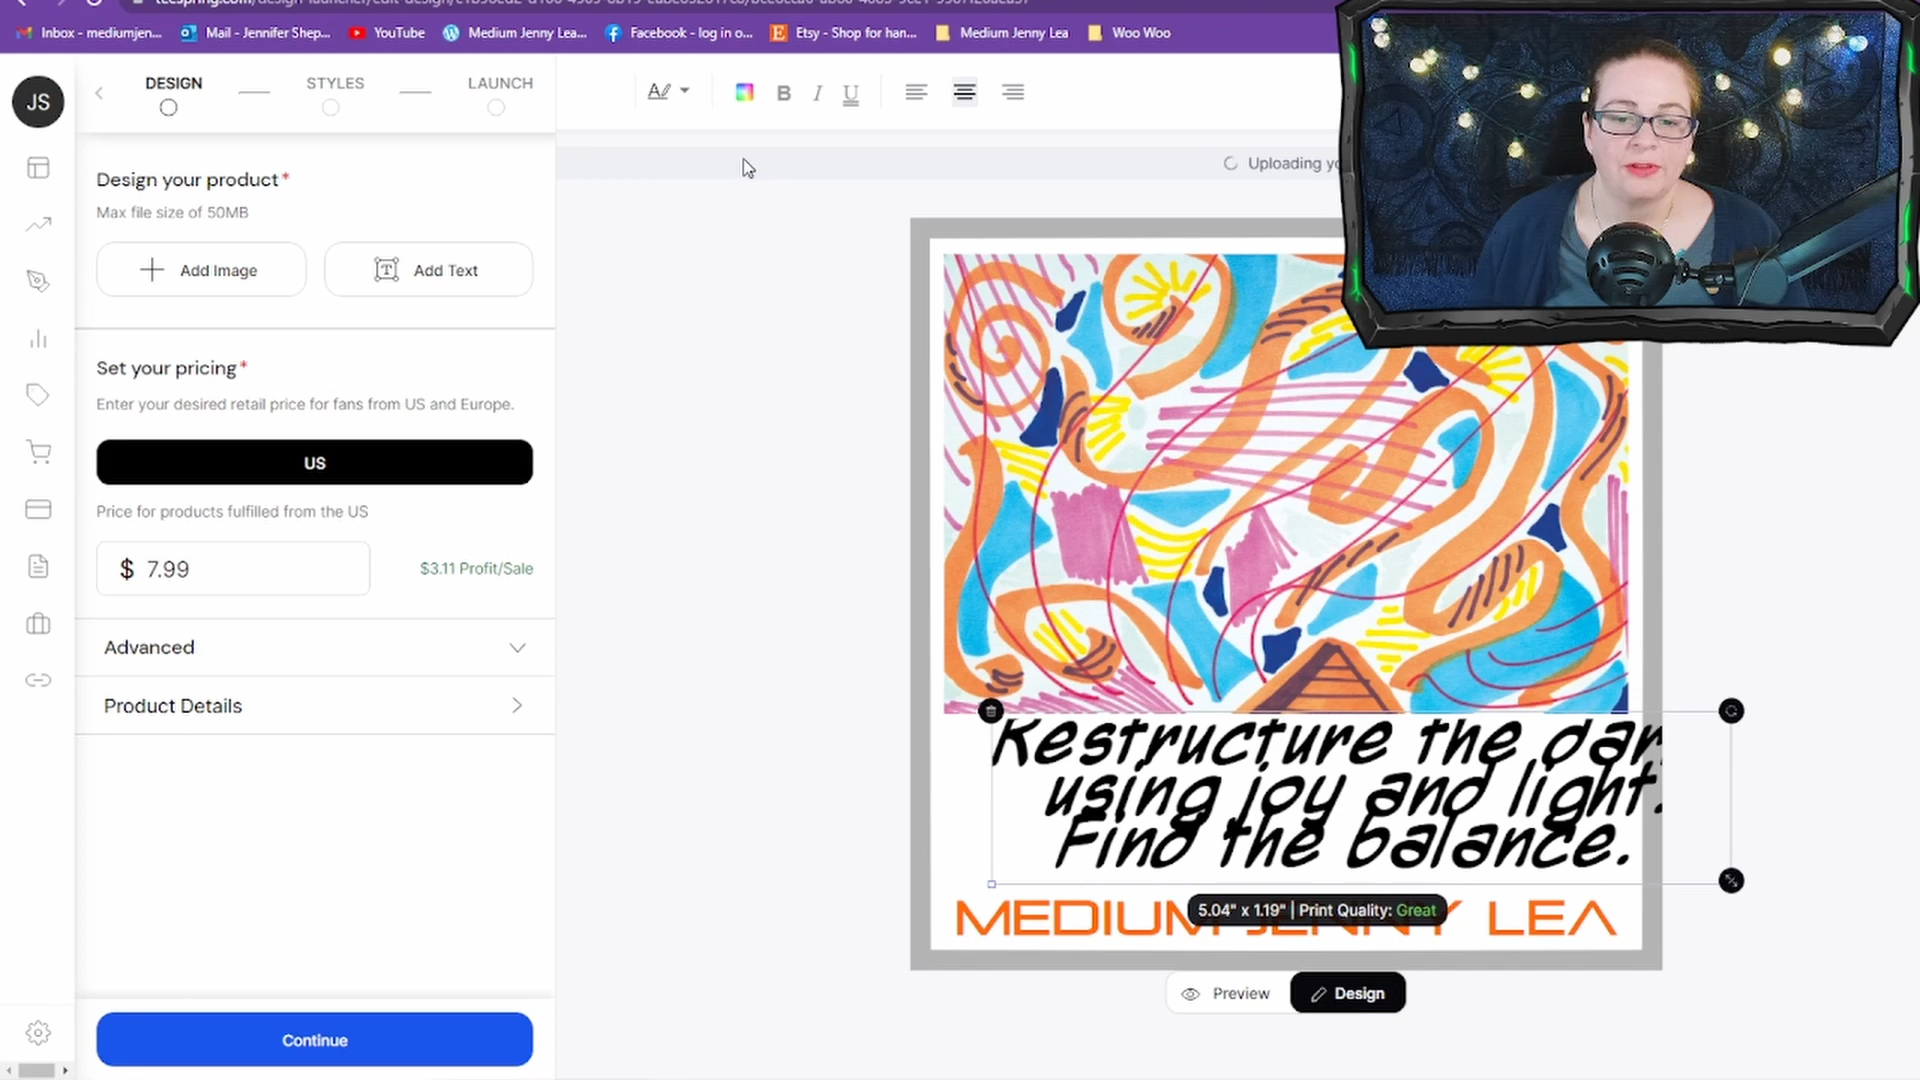 Inbox - mediumjen...
Mail - Jennifer Shep...
YouTube
Medium Jenny Lea...
Facebook - log in o...
Etsy - Shop for han...
Medium Jenny Lea
Woo Woo
JS
DESIGN
STYLES
LAUNCH
B
I
U
Uploading yo
Design your product*
Max file size of 50MB
Add Image
Add Text
Set your pricing*
Enter your desired retail price for fans from US and Europe.
US
Price for products fulfilled from the US
$ 7.99
$3.11 Profit/Sale
Advanced
Product Details
Continue
Restructure the dar
using joy and light.
Find the balance.
5.04" x 1.19" | Print Quality: Great
MEDIUM JENNY LEA
Preview
Design